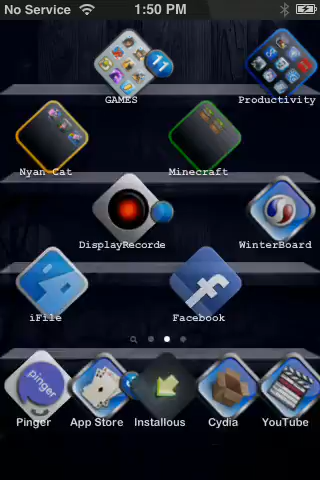 No Service 1:50 PM
11
GAMES Productivity
Nyan Cat Minecraft
DisplayRecorde WinterBoard
iFile Facebook
pinger
Pinger App Store Installous Cydia YouTube